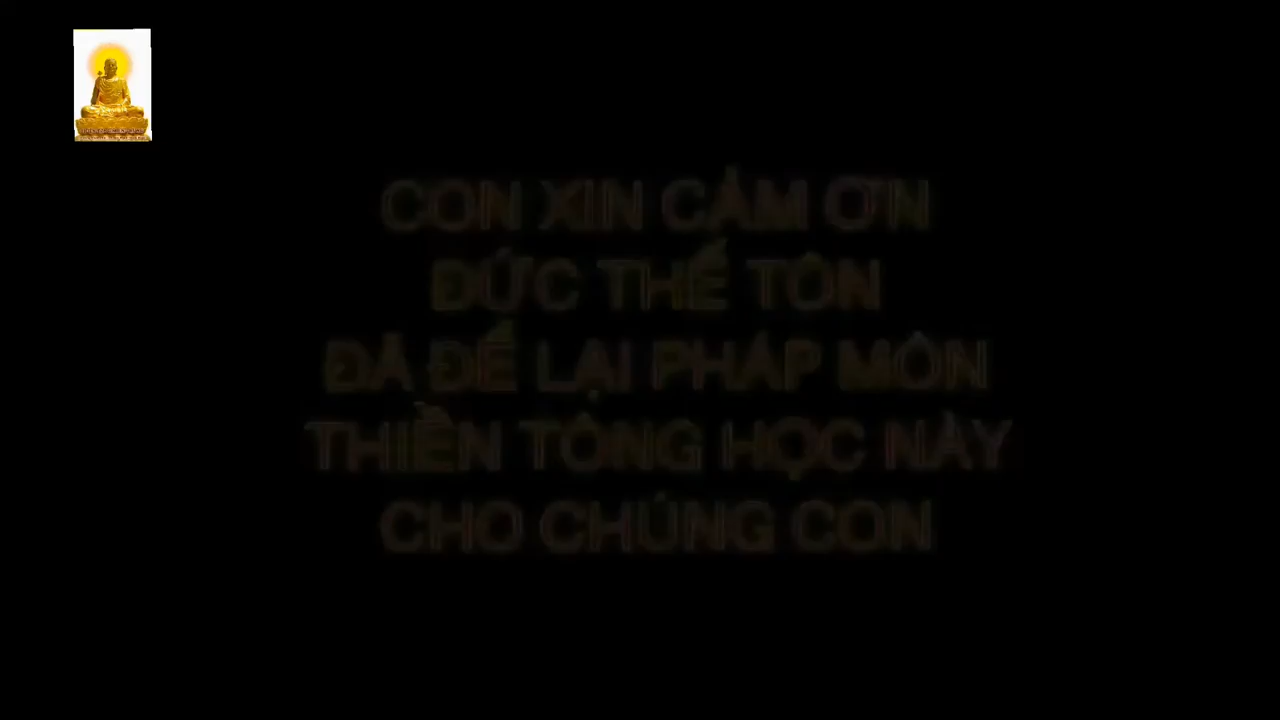 CON XIN CẢM ƠN
ĐỨC THẾ TÔN
ĐÃ ĐỂ LẠI PHÁP MÔN
THIỀN TÔNG HỌC NÀY
CHO CHÚNG CON